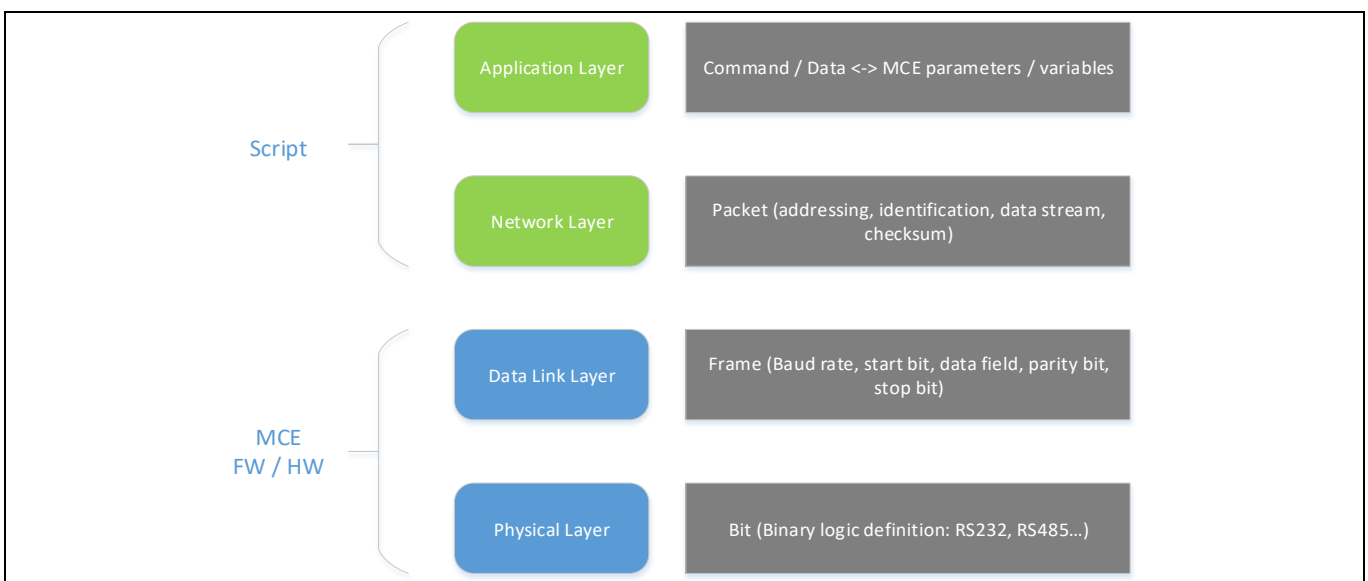 Application Layer
Command / Data <-> MCE parameters / variables
Script
Network Layer
Packet (addressing, identification, data stream,
checksum)
Data Link Layer
Frame (Baud rate, start bit, data field, parity bit,
stop bit)
MCE
FW / HW
Physical Layer
Bit (Binary logic definition: RS232, RS485…)